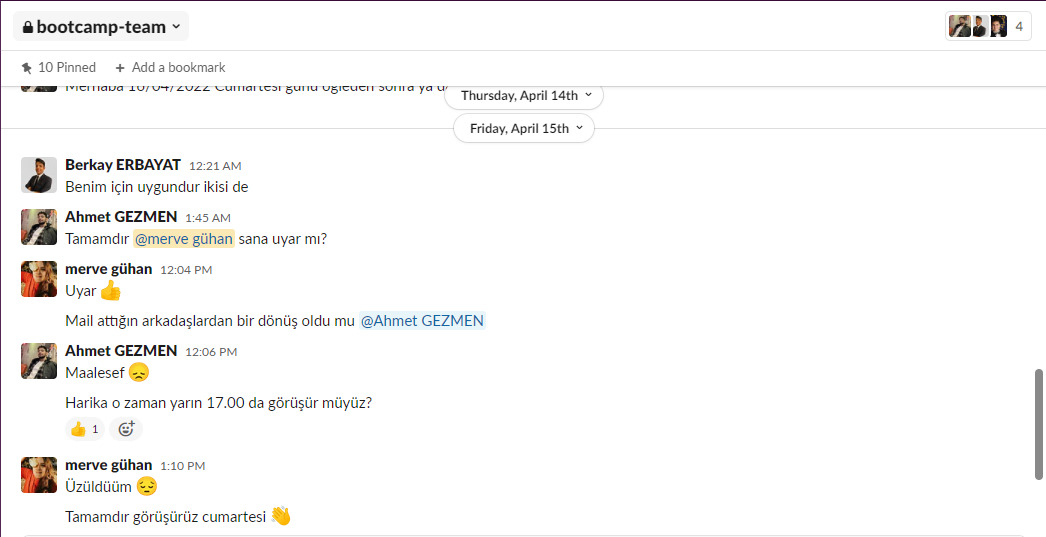 bootcamp-team
4
10 Pinned
+ Add a bookmark
Merhaba 16/04/2022 Cumartesi günü öğleden sonra ya da
Thursday, April 14th
Friday, April 15th
Berkay ERBAYAT 12:21 AM
Benim için uygundur ikisi de
Ahmet GEZMEN 1:45 AM
Tamamdır @merve gühan sana uyar mı?
merve gühan 12:04 PM
Uyar 👍
Mail attığın arkadaşlardan bir dönüş oldu mu @Ahmet GEZMEN
Ahmet GEZMEN 12:06 PM
Maalesef 😞
Harika o zaman yarın 17.00 da görüşür müyüz?
👍 1
merve gühan 1:10 PM
Üzüldüüm 😔
Tamamdır görüşürüz cumartesi 👋